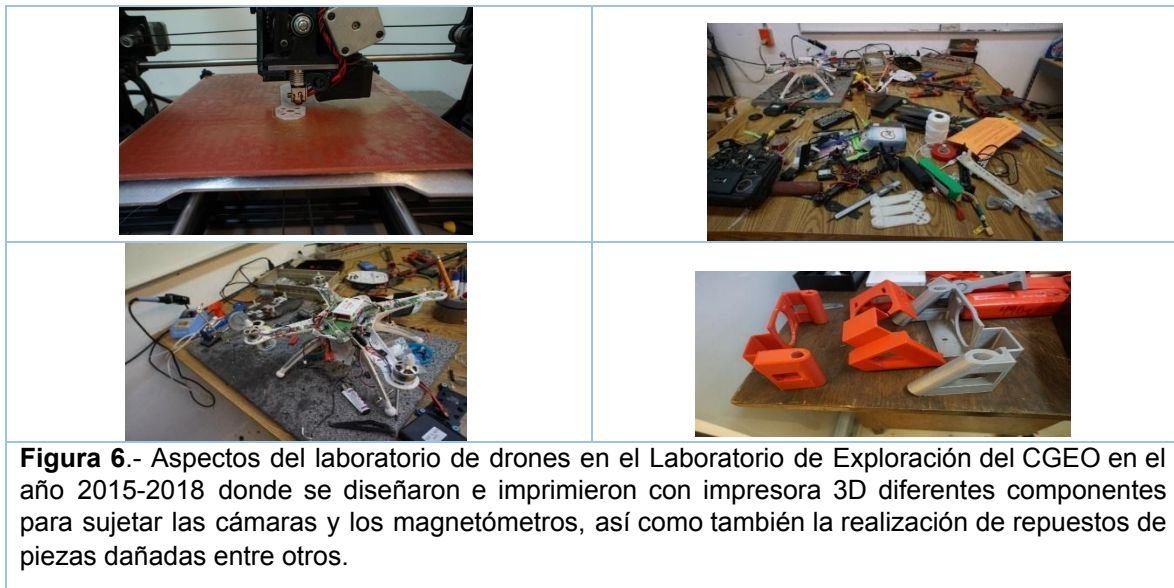 Figura 6.- Aspectos del laboratorio de drones en el Laboratorio de Exploración del CGEO en el
año 2015-2018 donde se diseñaron e imprimieron con impresora 3D diferentes componentes
para sujetar las cámaras y los magnetómetros, así como también la realización de repuestos de
piezas dañadas entre otros.